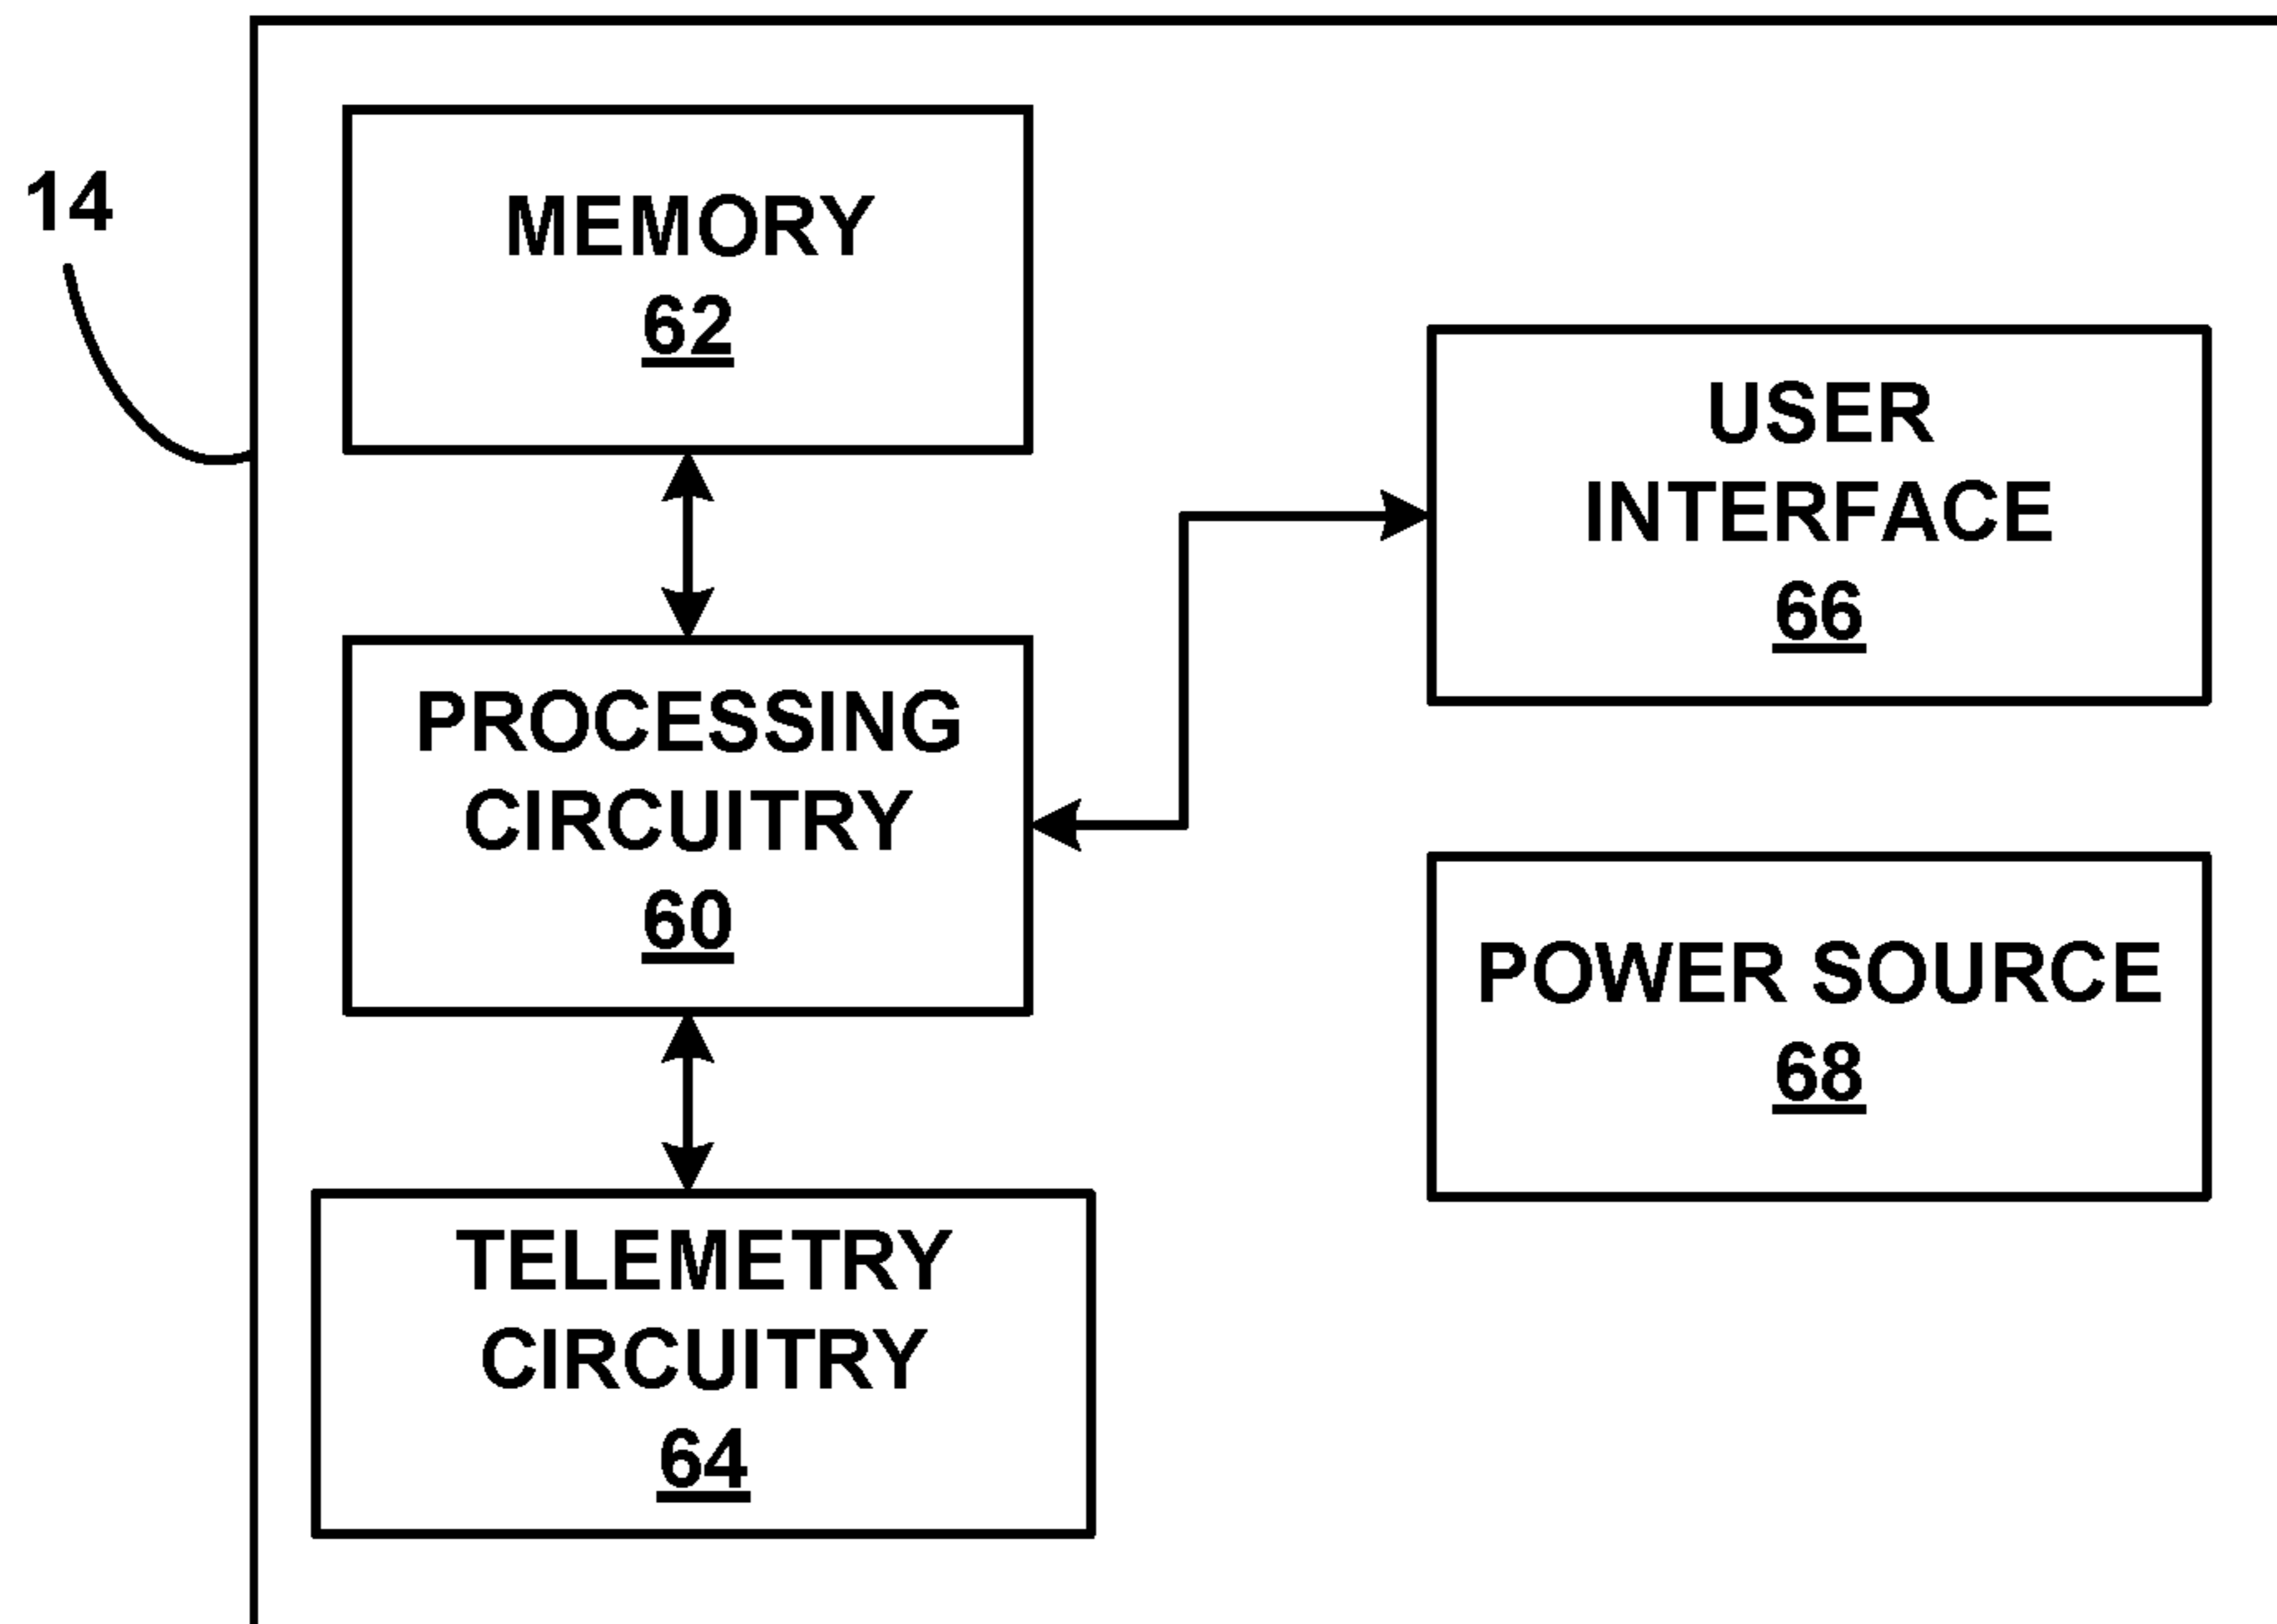 14
MEMORY
62
USER
INTERFACE
66
PROCESSING
CIRCUITRY
60
POWER SOURCE
68
TELEMETRY
CIRCUITRY
64